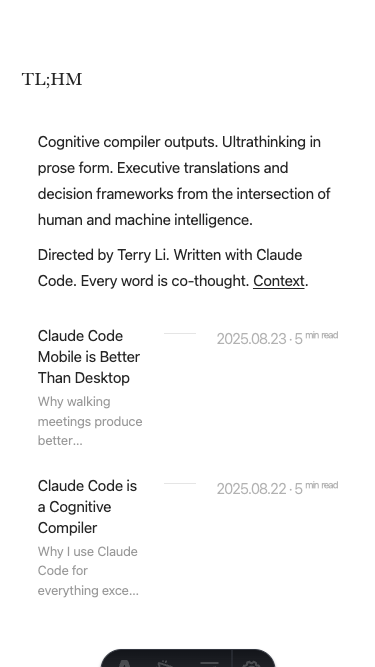 TL;HM
Cognitive compiler outputs. Ultrathinking in
prose form. Executive translations and
decision frameworks from the intersection of
human and machine intelligence.
Directed by Terry Li. Written with Claude
Code. Every word is co-thought. Context.
Claude Code
Mobile is Better
Than Desktop
2025.08.23 · 5 min read
Why walking
meetings produce
better...
Claude Code is
a Cognitive
Compiler
2025.08.22 · 5 min read
Why I use Claude
Code for
everything exce...